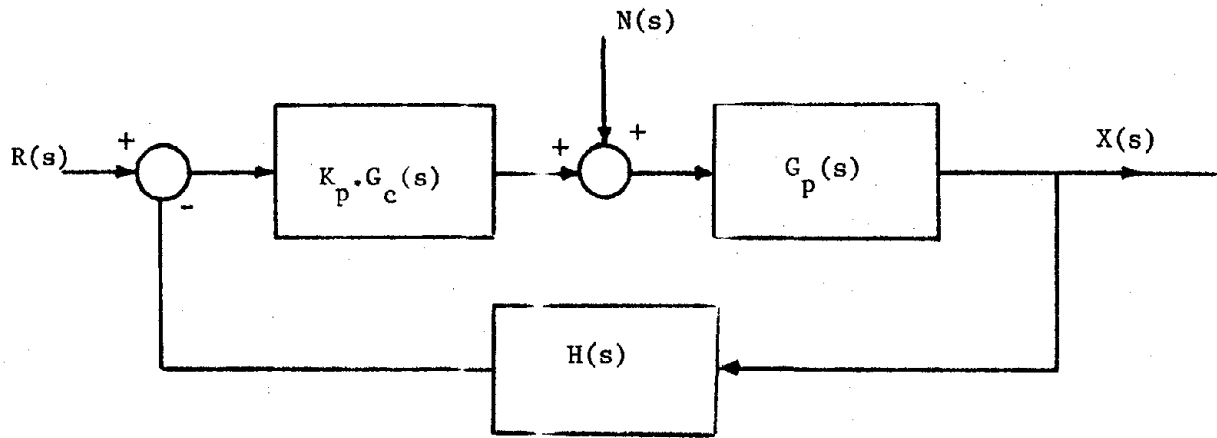 N(s)
+ + +
R(s) K_p.G_c(s) G_p(s) X(s)
-
H(s)